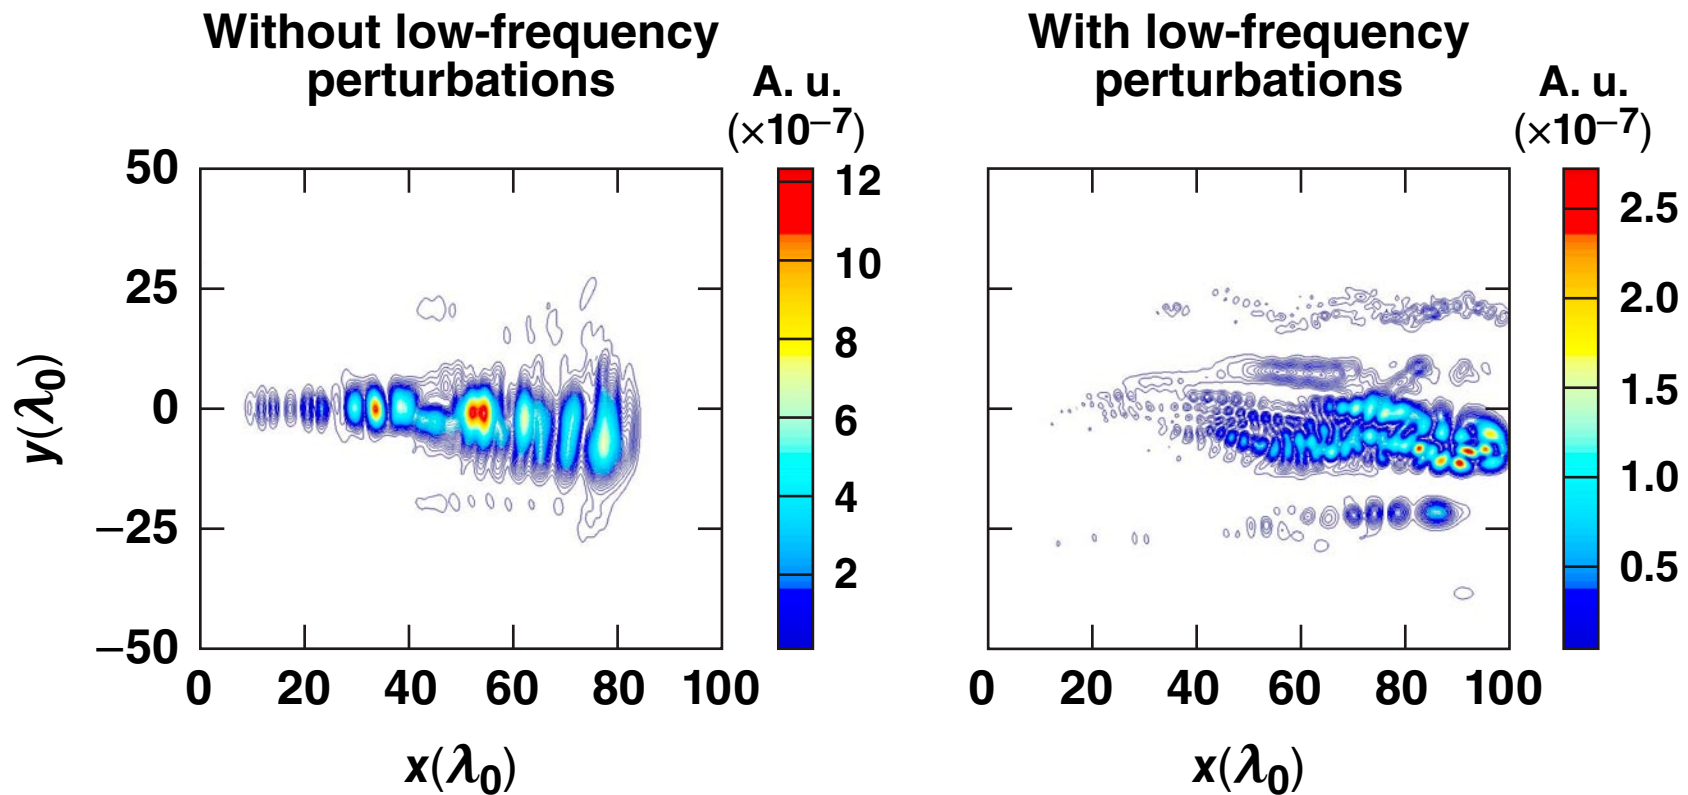 Without low-frequency
perturbations
A. u.
(×10–7)
50
25
0
–25
–50
y(λ0)
0 20 40 60 80 100
x(λ0)
12
10
8
6
4
2
With low-frequency
perturbations
A. u.
(×10–7)
0 20 40 60 80 100
x(λ0)
2.5
2.0
1.5
1.0
0.5